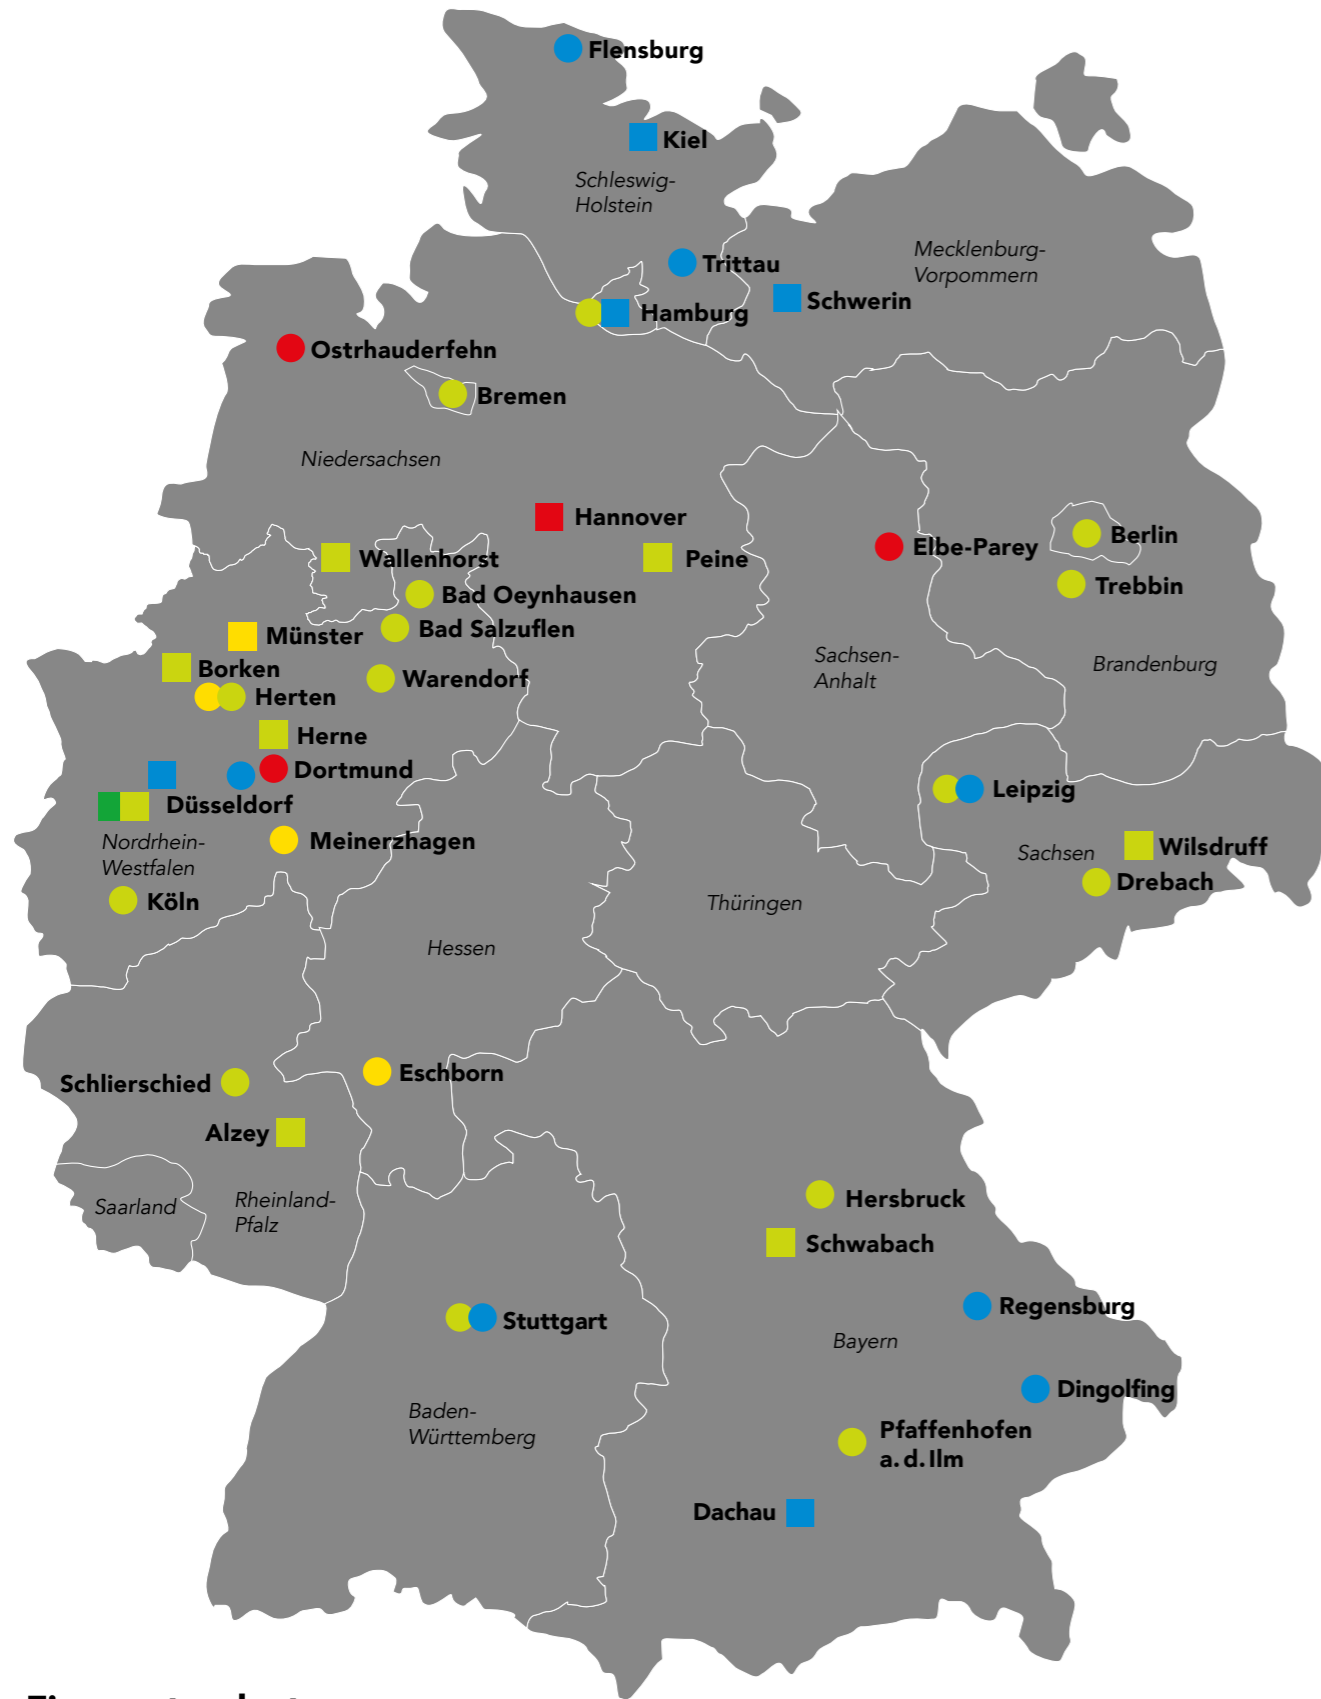 Flensburg
Kiel
Schleswig-
Holstein
Mecklenburg-
Vorpommern
Trittau
Schwerin
Hamburg
Ostrhauderfehn
Bremen
Niedersachsen
Hannover
Berlin
Elbe-Parey
Wallenhorst
Peine
Trebbin
Bad Oeynhausen
Bad Salzuflen
Münster
Sachsen-
Anhalt
Brandenburg
Borken
Warendorf
Herten
Herne
Dortmund
Leipzig
Düsseldorf
Nordrhein-
Westfalen
Meinerzhagen
Wilsdruff
Sachsen
Drebach
Köln
Thüringen
Hessen
Eschborn
Schlierschied
Alzey
Saarland
Rheinland-
Pfalz
Hersbruck
Schwabach
Regensburg
Stuttgart
Bayern
Dingolfing
Baden-
Württemberg
Pfaffenhofen
a. d. Ilm
Dachau